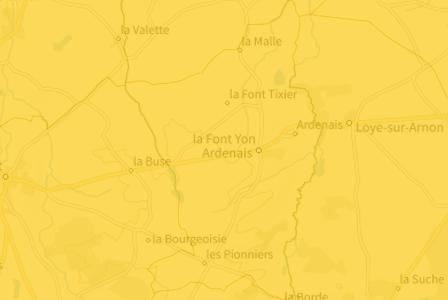 la Valette
la Malle
la Font Tixier
Ardenais
Loye-sur-Arnon
la Font Yon
Ardenais
la Buse
la Bourgeoisie
les Pionniers
la Suche
la Borde